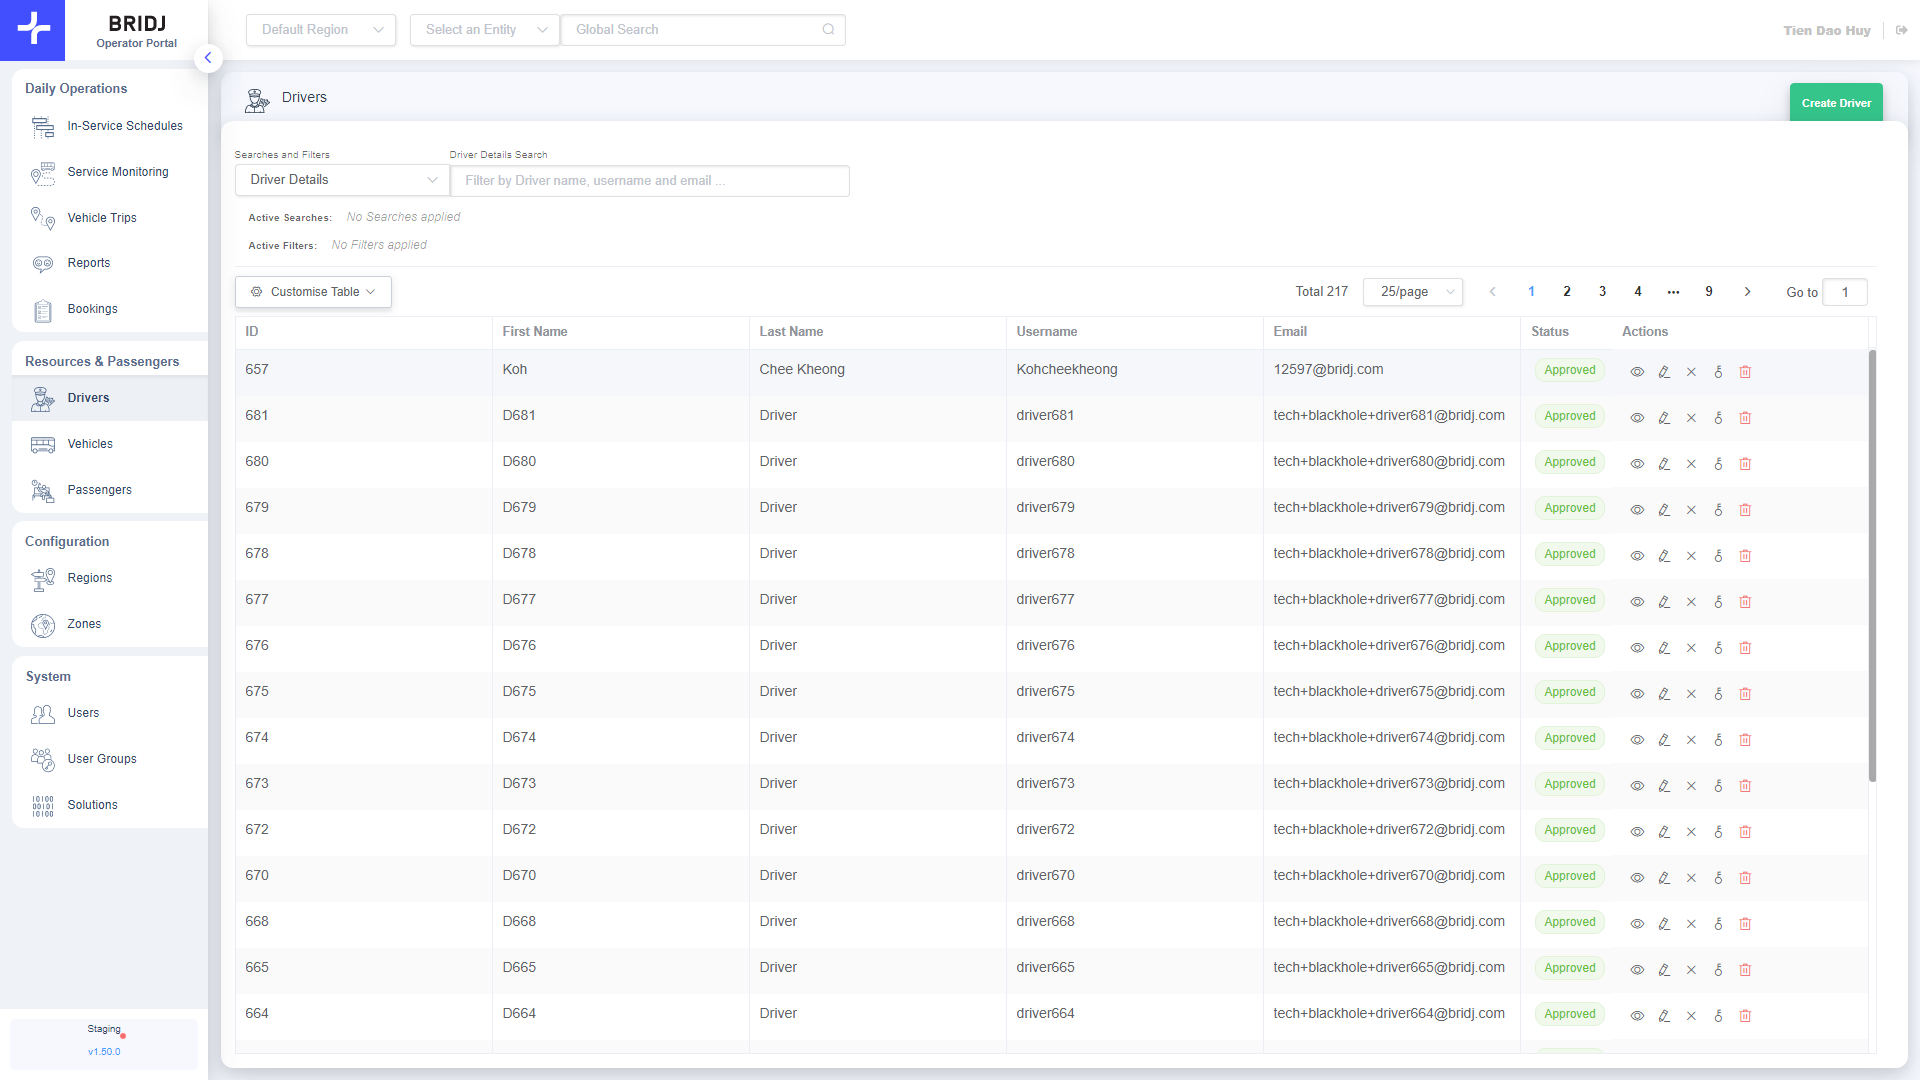 BRIDJ
Operator Portal
Default Region
Select an Entity
Global Search
Tien Dao Huy
Daily Operations
In-Service Schedules
Service Monitoring
Vehicle Trips
Reports
Bookings
Resources & Passengers
Drivers
Vehicles
Passengers
Configuration
Regions
Zones
System
Users
User Groups
Solutions
Staging
v1.50.0
Drivers
Create Driver
Searches and Filters
Driver Details Search
Driver Details
Filter by Driver name, username and email ...
Active Searches: No Searches applied
Active Filters: No Filters applied
Customise Table
Total 217 25/page 1 2 3 4 ••• 9 Go to 1
ID First Name Last Name Username Email Status Actions
657 Koh Chee Kheong Kohcheekheong 12597@bridj.com Approved
681 D681 Driver driver681 tech+blackhole+driver681@bridj.com Approved
680 D680 Driver driver680 tech+blackhole+driver680@bridj.com Approved
679 D679 Driver driver679 tech+blackhole+driver679@bridj.com Approved
678 D678 Driver driver678 tech+blackhole+driver678@bridj.com Approved
677 D677 Driver driver677 tech+blackhole+driver677@bridj.com Approved
676 D676 Driver driver676 tech+blackhole+driver676@bridj.com Approved
675 D675 Driver driver675 tech+blackhole+driver675@bridj.com Approved
674 D674 Driver driver674 tech+blackhole+driver674@bridj.com Approved
673 D673 Driver driver673 tech+blackhole+driver673@bridj.com Approved
672 D672 Driver driver672 tech+blackhole+driver672@bridj.com Approved
670 D670 Driver driver670 tech+blackhole+driver670@bridj.com Approved
668 D668 Driver driver668 tech+blackhole+driver668@bridj.com Approved
665 D665 Driver driver665 tech+blackhole+driver665@bridj.com Approved
664 D664 Driver driver664 tech+blackhole+driver664@bridj.com Approved